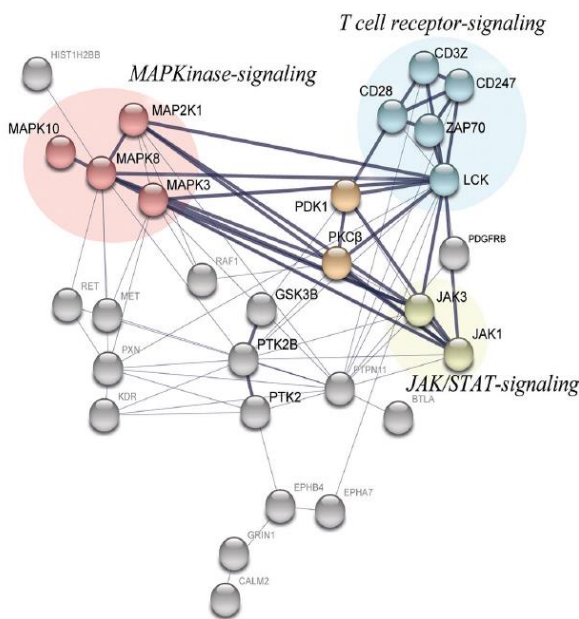 T cell receptor-signaling
HIST1H2BB
CD3Z
MAPKinase-signaling
CD247
CD28
MAP2K1
ZAP70
MAPK10
MAPK8
LCK
MAPK3
PDK1
PKCβ
PDGFRB
RAF1
RET
MET
GSK3B
JAK3
JAK1
PXN
PTK2B
PTPN11
JAK/STAT-signaling
KDR
PTK2
BTLA
EPHB4
EPHA7
GRIN1
CALM2